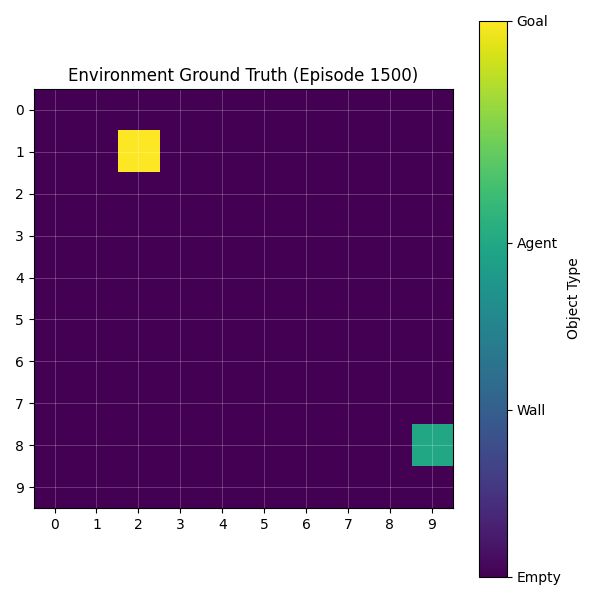 Environment Ground Truth (Episode 1500)
0
1
2
3
4
5
6
7
8
9
0 1 2 3 4 5 6 7 8 9
Goal
Agent
Wall
Empty
Object Type